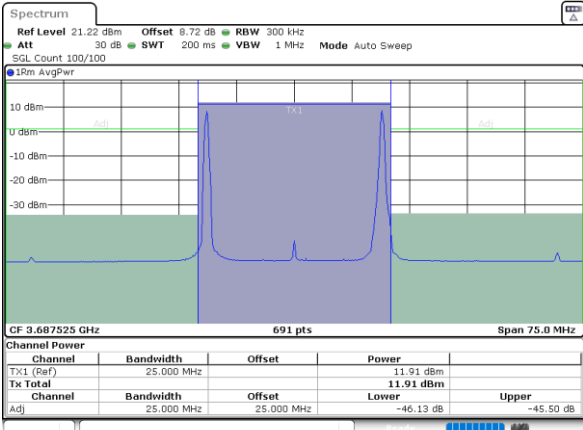 Spectrum
Ref Level 21.22 dBm Offset 8.72 dB RBW 300 kHz
Att 30 dB SWT 200 ms VBW 1 MHz Mode Auto Sweep
SGL Count 100/100
1Rm AvgPwr
10 dBm
TX1
Adj Adj
0 dBm
-10 dBm
-20 dBm
-30 dBm
CF 3.687525 GHz 691 pts Span 75.0 MHz
Channel Power
Channel Bandwidth Offset Power
TX1 (Ref) 25.000 MHz 11.91 dBm
Tx Total 11.91 dBm
Channel Bandwidth Offset Lower Upper
Adj 25.000 MHz 25.000 MHz -46.13 dB -45.50 dB